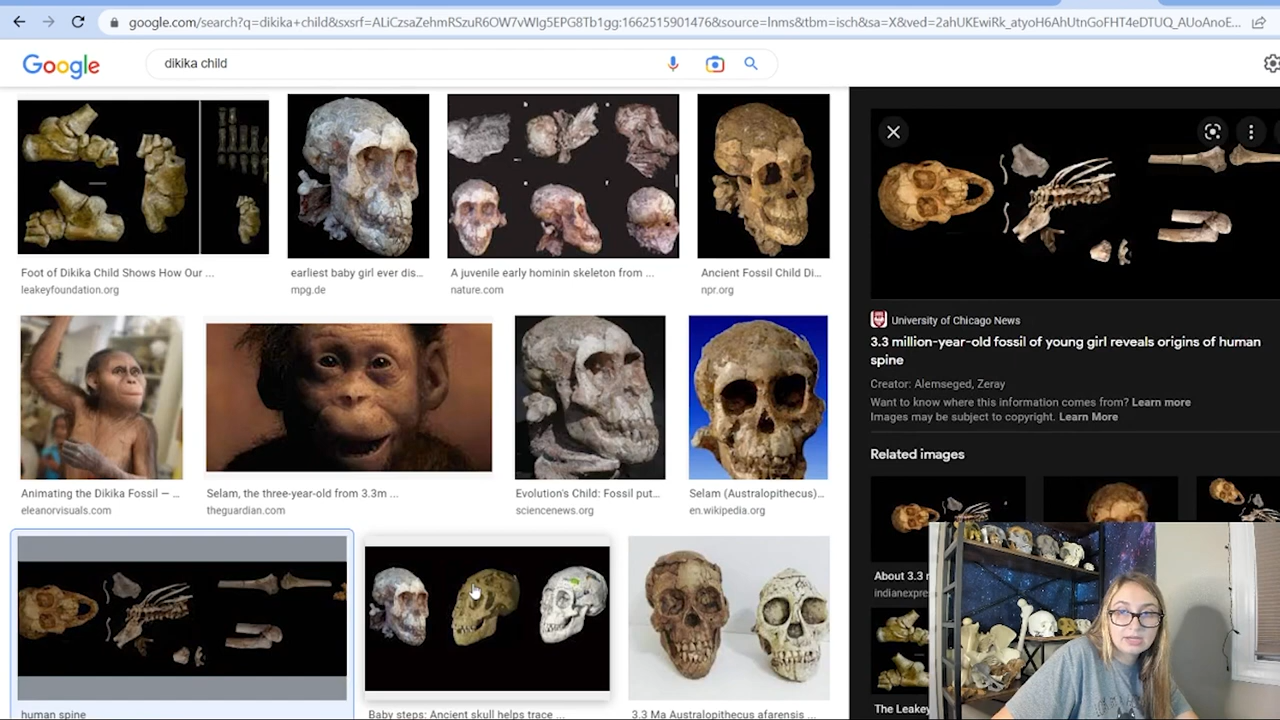 google.com/search?q=dikika+child&sxsrf=ALiCzsaZehmRSzuR6OW7vWIg5EPG8Tb1gg:1662515901476&source=lnms&tbm=isch&sa=X&ved=2ahUKEwiRk_atyoH6AhUtnGoFHT4eDTUQ_AUoAnoE...
Google
dikika child
Foot of Dikika Child Shows How Our ...
leakeyfoundation.org
earliest baby girl ever dis...
mpg.de
A juvenile early hominin skeleton from ...
nature.com
Ancient Fossil Child Di...
npr.org
Animating the Dikika Fossil — ...
eleanorvisuals.com
Selam, the three-year-old from 3.3m ...
theguardian.com
Evolution's Child: Fossil put...
sciencenews.org
Selam (Australopithecus)...
en.wikipedia.org
human spine
Baby steps: Ancient skull helps trace ...
3.3 Ma Australopithecus afarensis ...
University of Chicago News
3.3 million-year-old fossil of young girl reveals origins of human
spine
Creator: Alemseged, Zeray
Want to know where this information comes from? Learn more
Images may be subject to copyright. Learn More
Related images
About 3.3
indianexpre
The Leakey